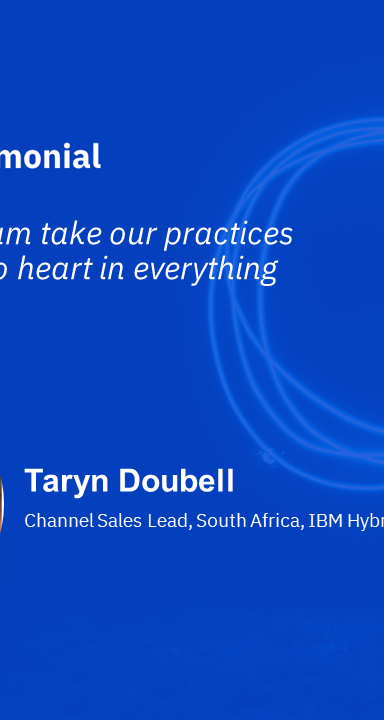 monial
am take our practices
o heart in everything
Taryn Doubell
Channel Sales Lead, South Africa, IBM Hybr